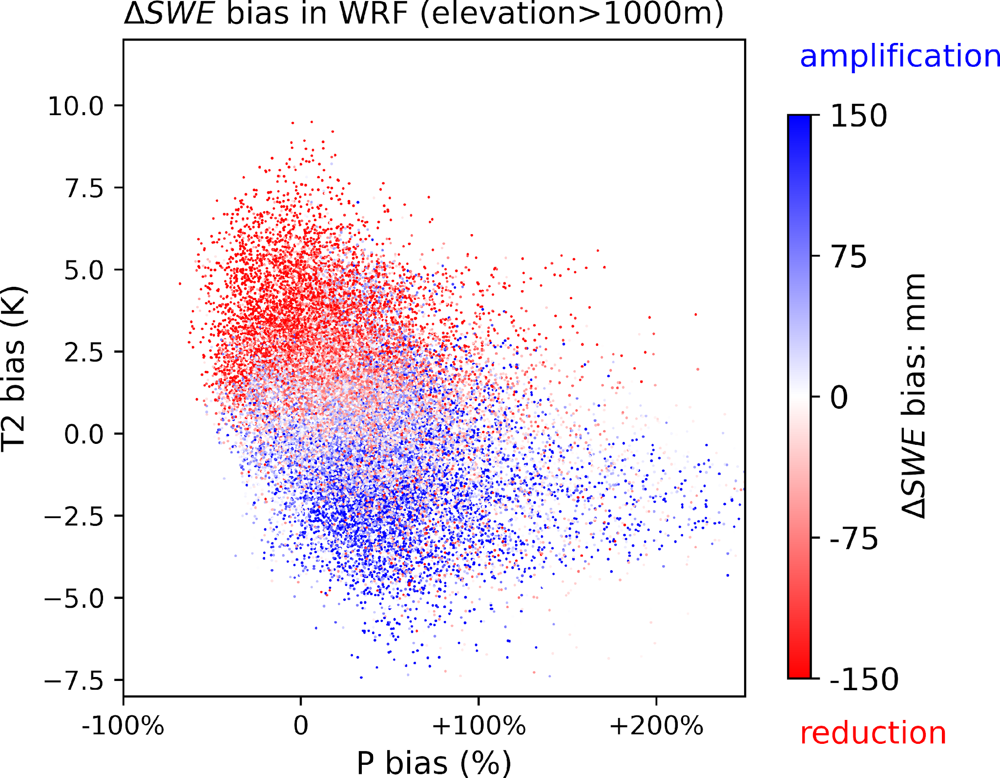 ΔSWE bias in WRF (elevation>1000m)
amplification
10.0
7.5
5.0
2.5
0.0
−2.5
−5.0
−7.5
T2 bias (K)
-100%
0
+100%
+200%
P bias (%)
150
75
0
-75
-150
ΔSWE bias: mm
reduction